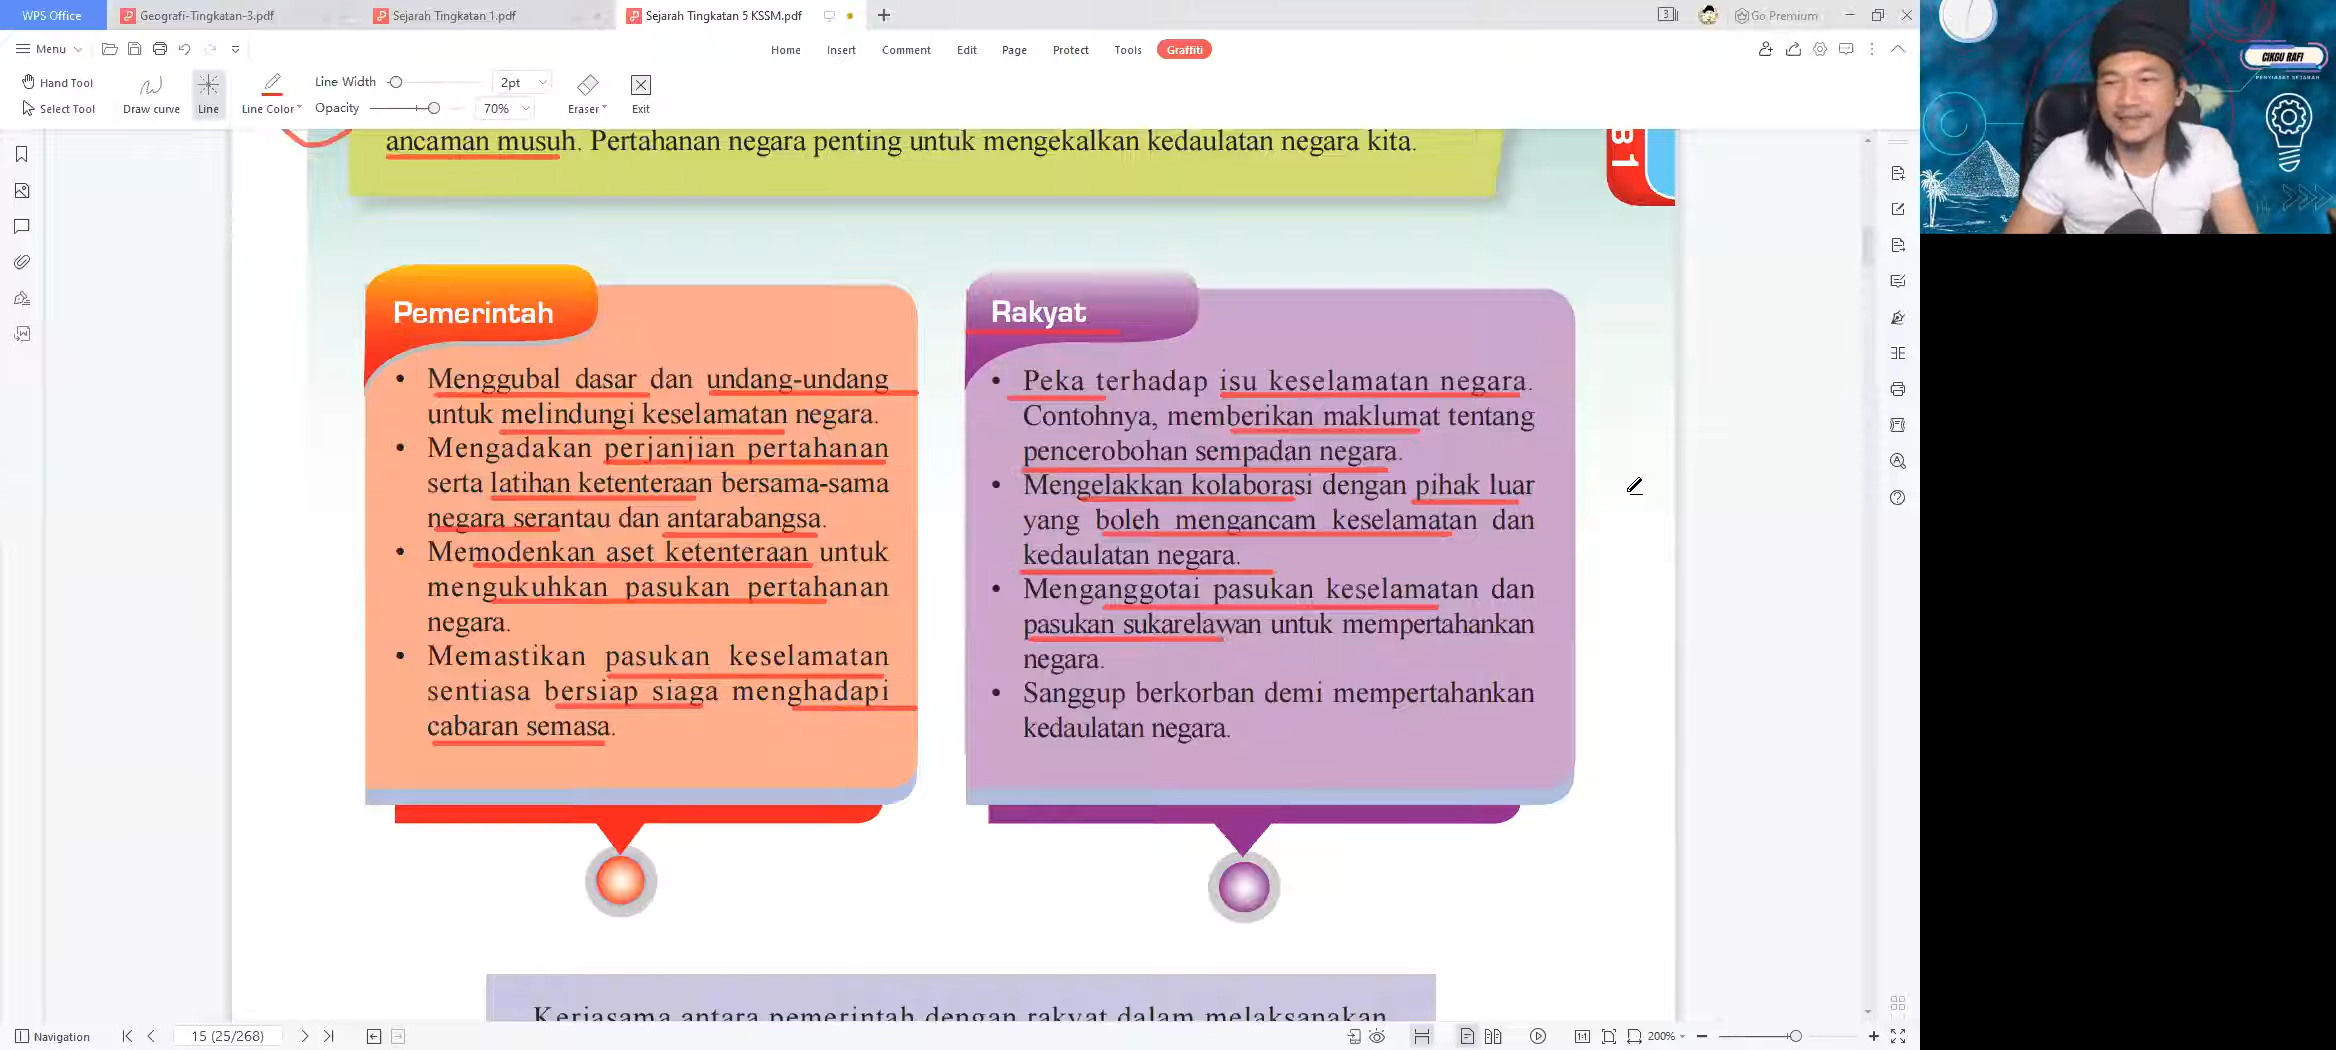 WPS Office
Geografi-Tingkatan-3.pdf
Sejarah Tingkatan 1.pdf
Sejarah Tingkatan 5 KSSM.pdf
3
Go Premium
Menu
Home
Insert
Comment
Edit
Page
Protect
Tools
Graffiti
Hand Tool
Select Tool
Draw curve
Line
Line Color
Line Width
2pt
Opacity
70%
Eraser
Exit
CIKGU RAFI
PENYIASAT SEJARAH
ancaman musuh. Pertahanan negara penting untuk mengekalkan kedaulatan negara kita.
B 1
Pemerintah
• Menggubal dasar dan undang-undang
untuk melindungi keselamatan negara.
• Mengadakan perjanjian pertahanan
serta latihan ketenteraan bersama-sama
negara serantau dan antarabangsa.
• Memodenkan aset ketenteraan untuk
mengukuhkan pasukan pertahanan
negara.
• Memastikan pasukan keselamatan
sentiasa bersiap siaga menghadapi
cabaran semasa.
Rakyat
• Peka terhadap isu keselamatan negara.
Contohnya, memberikan maklumat tentang
pencerobohan sempadan negara.
• Mengelakkan kolaborasi dengan pihak luar
yang boleh mengancam keselamatan dan
kedaulatan negara.
• Menganggotai pasukan keselamatan dan
pasukan sukarelawan untuk mempertahankan
negara.
• Sanggup berkorban demi mempertahankan
kedaulatan negara.
Kerjasama antara pemerintah dengan rakyat dalam melaksanakan
Navigation
15 (25/268)
1:1
200%